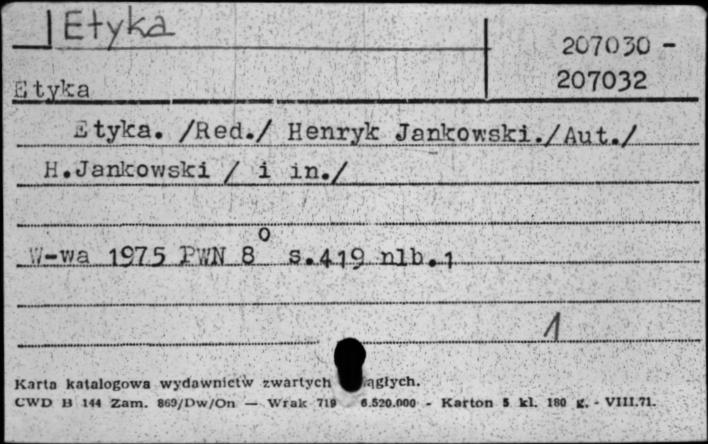 Etyka
207030 -
207032
Etyka
Etyka. /Red./ Henryk Jankowski./Aut./
H.Jankowski / i in./
W-wa 1975 PWN 8° s.419 nlb.1
1
Karta katalogowa wydawnictw zwartych
CWD B 144 Zam. 869/Dw/On — Wrak 719 6.520.000 - Karton 5 kl. 180 g. - VIII.71.